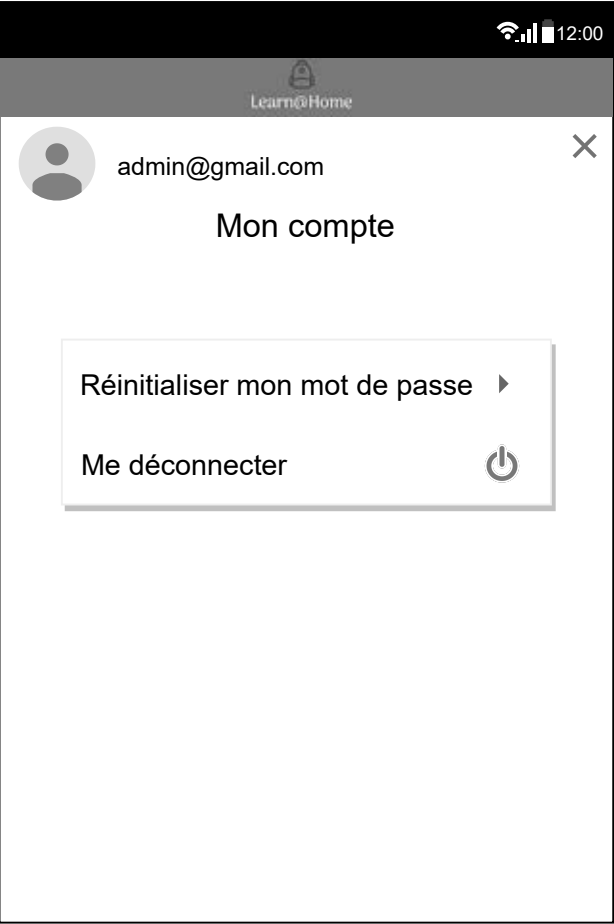 12:00
Learn@Home
admin@gmail.com
Mon compte
Réinitialiser mon mot de passe
Me déconnecter